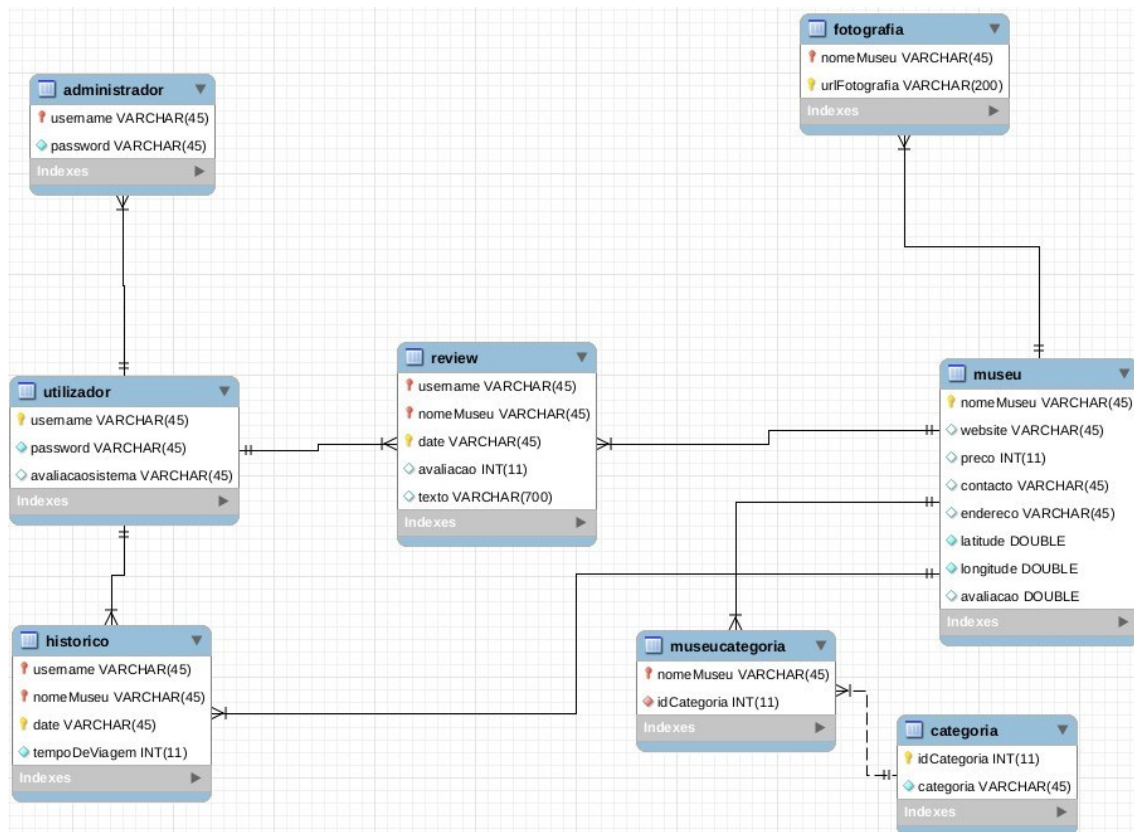 fotografia
nomeMuseu VARCHAR(45)
urlFotografia VARCHAR(200)
Indexes
administrador
username VARCHAR(45)
password VARCHAR(45)
Indexes
review
username VARCHAR(45)
nomeMuseu VARCHAR(45)
date VARCHAR(45)
avaliacao INT(11)
texto VARCHAR(700)
Indexes
museu
nomeMuseu VARCHAR(45)
website VARCHAR(45)
preco INT(11)
contacto VARCHAR(45)
endereco VARCHAR(45)
latitude DOUBLE
longitude DOUBLE
avaliacao DOUBLE
Indexes
utilizador
username VARCHAR(45)
password VARCHAR(45)
avaliacaosistema VARCHAR(45)
Indexes
historico
username VARCHAR(45)
nomeMuseu VARCHAR(45)
date VARCHAR(45)
tempoDeViagem INT(11)
Indexes
museucategoria
nomeMuseu VARCHAR(45)
idCategoria INT(11)
Indexes
categoria
idCategoria INT(11)
categoria VARCHAR(45)
Indexes